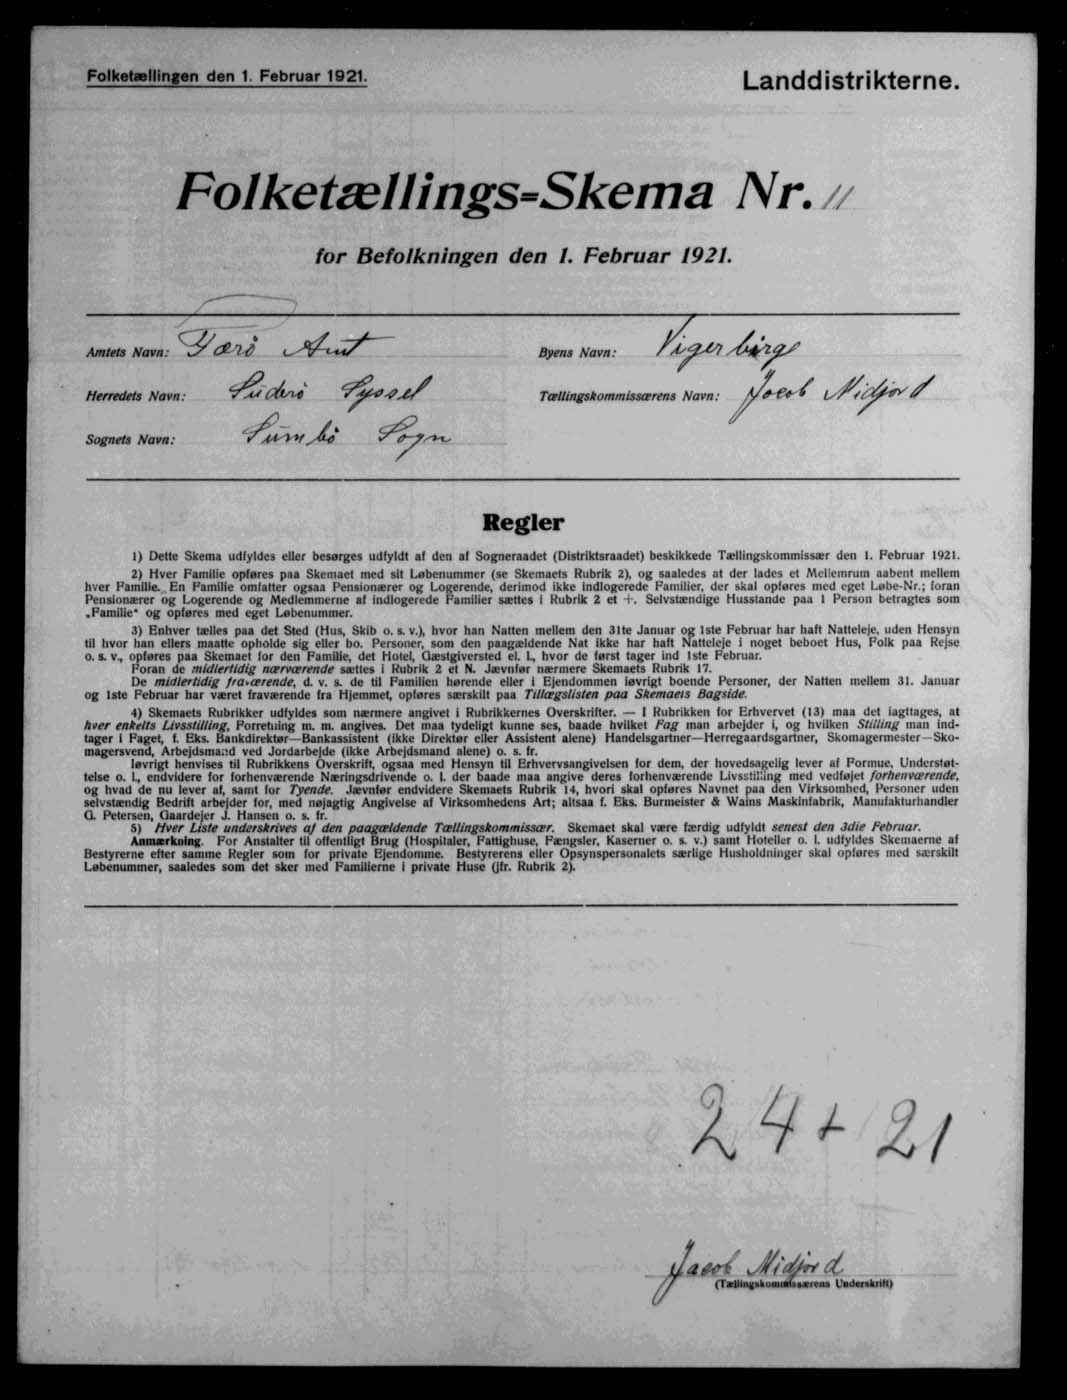 Folketællingen den 1. Februar 1921.
Landdistrikterne.
Folketællings=Skema Nr. 11
for Befolkningen den 1. Februar 1921.
Amtets Navn: Færö Amt
Byens Navn: Vigerbirge
Herredets Navn: Süderö Syssel
Tællingskommissærens Navn: Jacob Midjord
Sognets Navn: Sümbö Sogn
Regler
1) Dette Skema udfyldes eller besørges udfyldt af den af Sogneraadet (Distriktsraadet) beskikkede Tællingskommissær den 1. Februar 1921.
2) Hver Familie opføres paa Skemaet med sit Løbenummer (se Skemaets Rubrik 2), og saaledes at der lades et Mellemrum aabent mellem
hver Familie. En Familie omfatter ogsaa Pensionærer og Logerende, derimod ikke indlogerede Familier, der skal opføres med eget Løbe-Nr.; foran
Pensionærer og Logerende og Medlemmerne af indlogerede Familier sættes i Rubrik 2 et +. Selvstændige Husstande paa 1 Person betragtes som
„Familie" og opføres med eget Løbenummer.
3) Enhver tælles paa det Sted (Hus, Skib o. s. v.), hvor han Natten mellem den 31te Januar og 1ste Februar har haft Natteleje, uden Hensyn
til hvor han ellers maatte opholde sig eller bo. Personer, som den paagældende Nat ikke har haft Natteleje i noget beboet Hus, Folk paa Rejse
o. s. v., opføres paa Skemaet for den Familie, det Hotel, Gæstgiversted el. l., hvor de først tager ind 1ste Februar.
Foran de midlertidig nærværende sættes i Rubrik 2 et N. Jævnfør nærmere Skemaets Rubrik 17.
De midlertidig fraværende, d. v. s. de til Familien hørende eller i Ejendommen iøvrigt boende Personer, der Natten mellem 31. Januar
og 1ste Februar har været fraværende fra Hjemmet, opføres særskilt paa Tillægslisten paa Skemaets Bagside.
4) Skemaets Rubrikker udfyldes som nærmere angivet i Rubrikkernes Overskrifter. — I Rubrikken for Erhvervet (13) maa det iagttages, at
hver enkelts Livsstilling, Forretning m. m. angives. Det maa tydeligt kunne ses, baade hvilket Fag man arbejder i, og hvilken Stilling man ind-
tager i Faget, f. Eks. Bankdirektør—Bankassistent (ikke Direktør eller Assistent alene) Handelsgartner—Herregaardsgartner, Skomagermester—Sko-
magersvend, Arbejdsmand ved Jordarbejde (ikke Arbejdsmand alene) o. s. fr.
Iøvrigt henvises til Rubrikkens Overskrift, ogsaa med Hensyn til Erhvervsangivelsen for dem, der hovedsagelig lever af Formue, Understøt-
telse o. l., endvidere for forhenværende Næringsdrivende o. l. der baade maa angive deres forhenværende Livsstilling med vedføjet forhenværende,
og hvad de nu lever af, samt for Tyende. Jævnfør endvidere Skemaets Rubrik 14, hvori skal opføres Navnet paa den Virksomhed, Personer uden
selvstændig Bedrift arbejder for, med nøjagtig Angivelse af Virksomhedens Art; altsaa f. Eks. Burmeister & Wains Maskinfabrik, Manufakturhandler
G. Petersen, Gaardejer J. Hansen o. s. fr.
5) Hver Liste underskrives af den paagældende Tællingskommissær. Skemaet skal være færdig udfyldt senest den 3die Februar.
Anmærkning. For Anstalter til offentligt Brug (Hospitaler, Fattighuse, Fængsler, Kaserner o. s. v.) samt Hoteller o. l. udfyldes Skemaerne af
Bestyrerne efter samme Regler som for private Ejendomme. Bestyrerens eller Opsynspersonalets særlige Husholdninger skal opføres med særskilt
Løbenummer, saaledes som det sker med Familierne i private Huse (jfr. Rubrik 2).
24 + 21
Jacob Midjord
(Tællingskommissærens Underskrift)